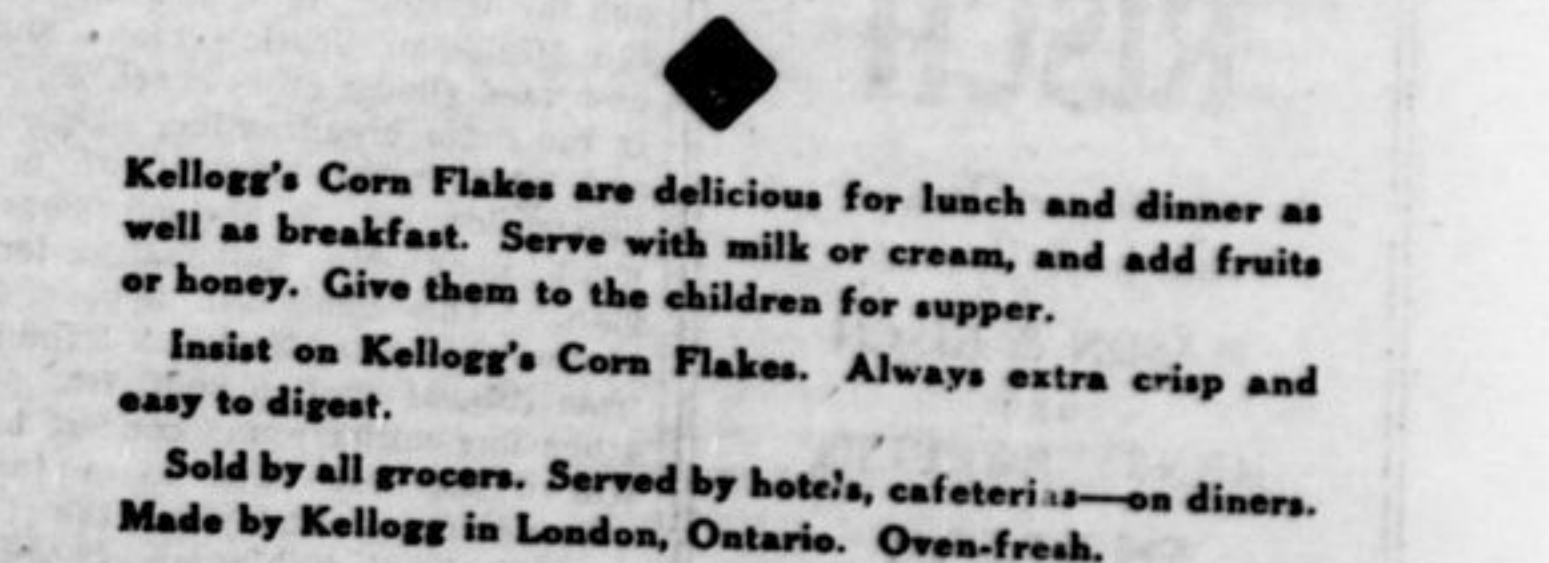 Kellogg's Corn Flakes are delicious for lunch and dinner as
well as breakfast. Serve with milk or cream, and add fruits
or honey. Give them to the children for supper.
Insist on Kellogg's Corn Flakes. Always extra crisp and
easy to digest.
Sold by all grocers. Served by hotels, cafeterias—on diners.
Made by Kellogg in London, Ontario. Oven-fresh.